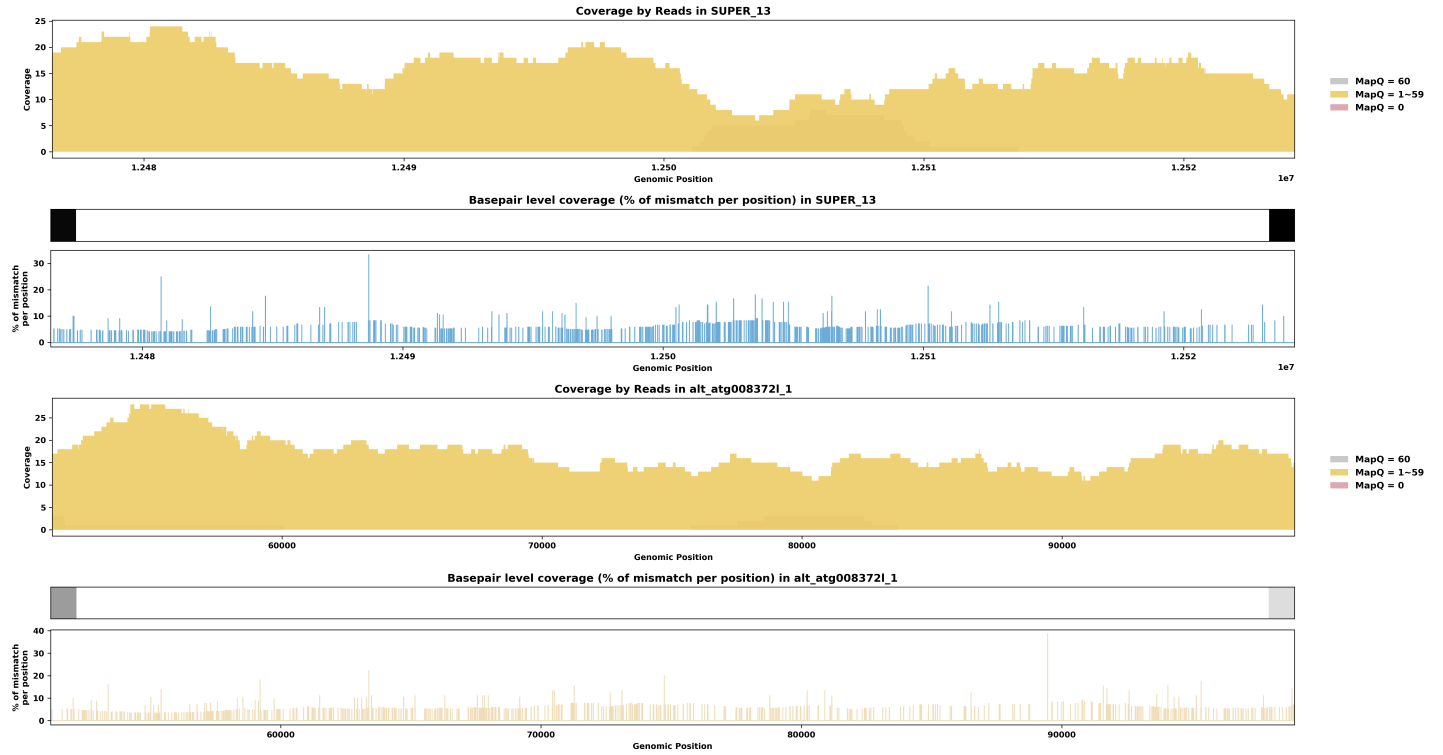 Coverage by Reads in SUPER_13
25
20
15
10
5
0
Coverage
1.248 1.249 1.250 1.251 1.252
Genomic Position
1e7
MapQ = 60
MapQ = 1~59
MapQ = 0
Basepair level coverage (% of mismatch per position) in SUPER_13
30
20
10
0
% of mismatch
per position
1.248 1.249 1.250 1.251 1.252
Genomic Position
1e7
Coverage by Reads in alt_atg008372l_1
25
20
15
10
5
0
Coverage
60000 70000 80000 90000
Genomic Position
MapQ = 60
MapQ = 1~59
MapQ = 0
Basepair level coverage (% of mismatch per position) in alt_atg008372l_1
40
30
20
10
0
% of mismatch
per position
60000 70000 80000 90000
Genomic Position